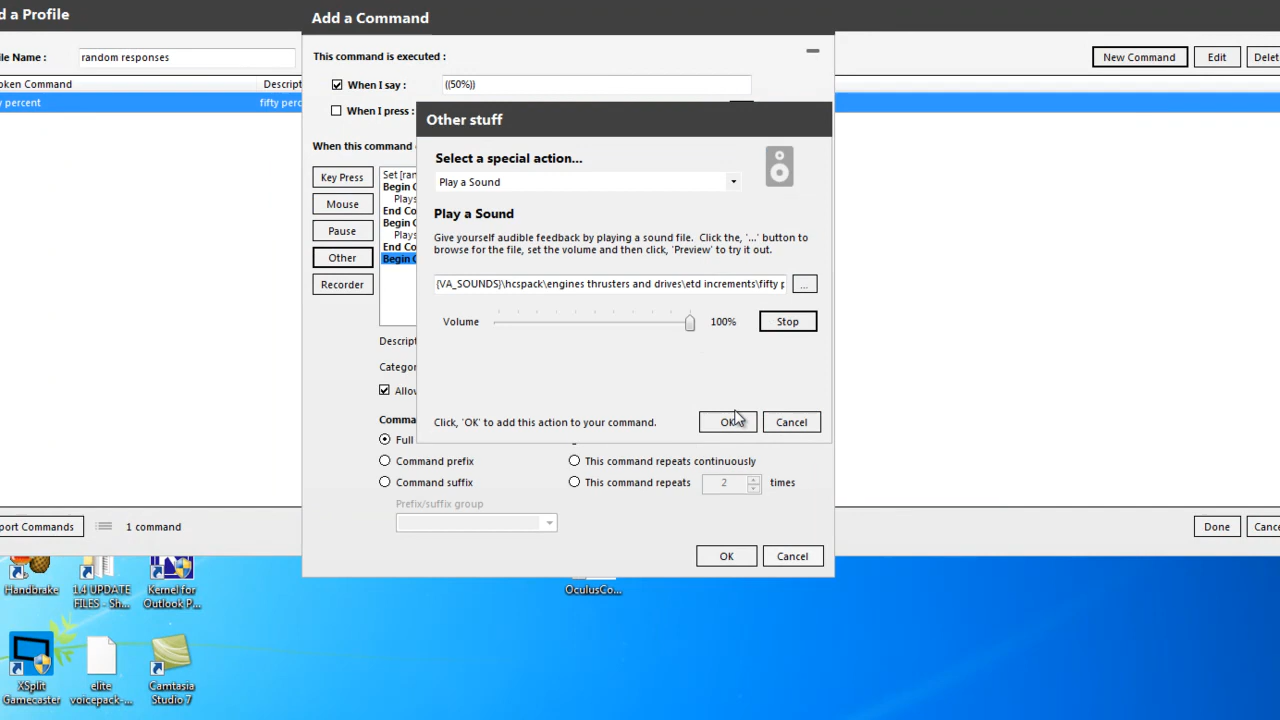 d a Profile
Add a Command
ile Name :
random responses
This command is executed :
New Command
Edit
Delet
oken Command
Descript
When I say :
((50%))
y percent
fifty perc
When I press :
Other stuff
When this command
Select a special action...
Key Press
Set [ran
Play a Sound
Begin C
Plays
Mouse
End Co
Play a Sound
Begin C
Pause
Plays
Give yourself audible feedback by playing a sound file. Click the, '...' button to
End Co
browse for the file, set the volume and then click, 'Preview' to try it out.
Other
Begin
Recorder
{VA_SOUNDS}\hcspack\engines thrusters and drives\etd increments\fifty p
...
Volume
100%
Stop
Descript
Categor
Allow
Click, 'OK' to add this action to your command.
OK
Cancel
Comma
Full
Command prefix
This command repeats continuously
Command suffix
This command repeats
2
times
Prefix/suffix group
port Commands
1 command
Done
Cance
OK
Cancel
Handbrake
1.4 UPDATE
FILES - Sh...
Kernel for
Outlook P...
OculusCo...
XSplit
Gamecaster
elite
voicepack-...
Camtasia
Studio 7